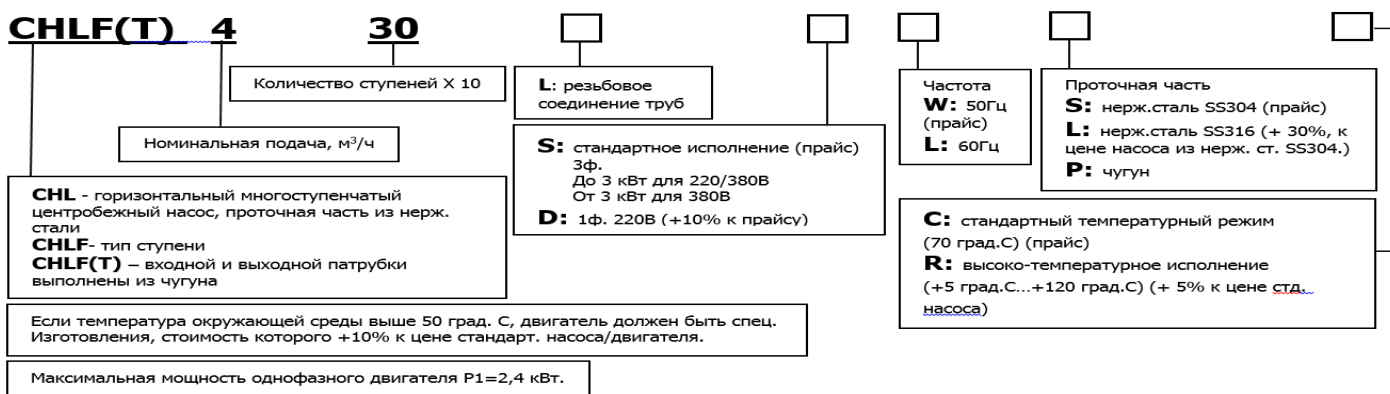 CHLF(T) 4 30
Количество ступеней X 10
Номинальная подача, м³/ч
CHL - горизонтальный многоступенчатый
центробежный насос, проточная часть из нерж.
стали
CHLF- тип ступени
CHLF(T) – входной и выходной патрубки
выполнены из чугуна
L: резьбовое
соединение труб
S: стандартное исполнение (прайс)
3ф.
До 3 кВт для 220/380В
От 3 кВт для 380В
D: 1ф. 220В (+10% к прайсу)
Частота
W: 50Гц
(прайс)
L: 60Гц
Проточная часть
S: нерж.сталь SS304 (прайс)
L: нерж.сталь SS316 (+ 30%, к
цене насоса из нерж. ст. SS304.)
P: чугун
C: стандартный температурный режим
(70 град.С) (прайс)
R: высоко-температурное исполнение
(+5 град.С...+120 град.С) (+ 5% к цене стд.
насоса)
Если температура окружающей среды выше 50 град. С, двигатель должен быть спец.
Изготовления, стоимость которого +10% к цене стандарт. насоса/двигателя.
Максимальная мощность однофазного двигателя P1=2,4 кВт.